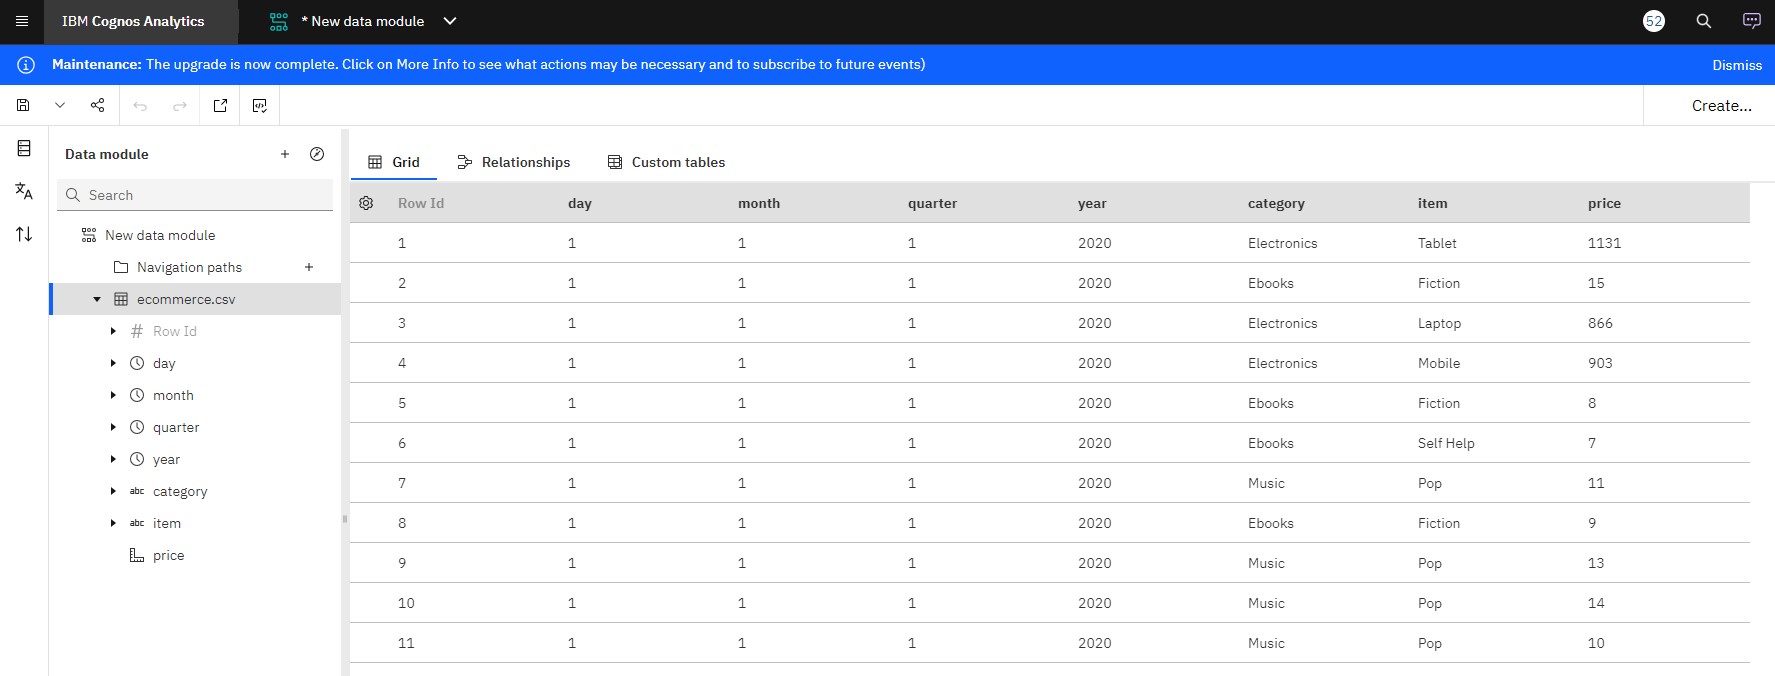 IBM Cognos Analytics * New data module 52
Maintenance: The upgrade is now complete. Click on More Info to see what actions may be necessary and to subscribe to future events) Dismiss
Create...
Data module
Search
New data module
Navigation paths
ecommerce.csv
# Row Id
day
month
quarter
year
abc category
abc item
price
Grid Relationships Custom tables
Row Id day month quarter year category item price
1 1 1 1 2020 Electronics Tablet 1131
2 1 1 1 2020 Ebooks Fiction 15
3 1 1 1 2020 Electronics Laptop 866
4 1 1 1 2020 Electronics Mobile 903
5 1 1 1 2020 Ebooks Fiction 8
6 1 1 1 2020 Ebooks Self Help 7
7 1 1 1 2020 Music Pop 11
8 1 1 1 2020 Ebooks Fiction 9
9 1 1 1 2020 Music Pop 13
10 1 1 1 2020 Music Pop 14
11 1 1 1 2020 Music Pop 10